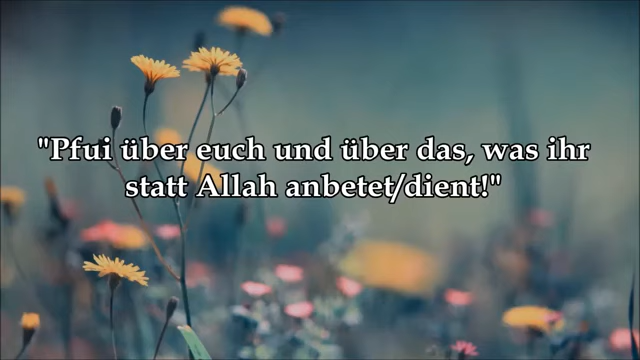 "Pfui über euch und über das, was ihr
statt Allah anbetet/dient!"